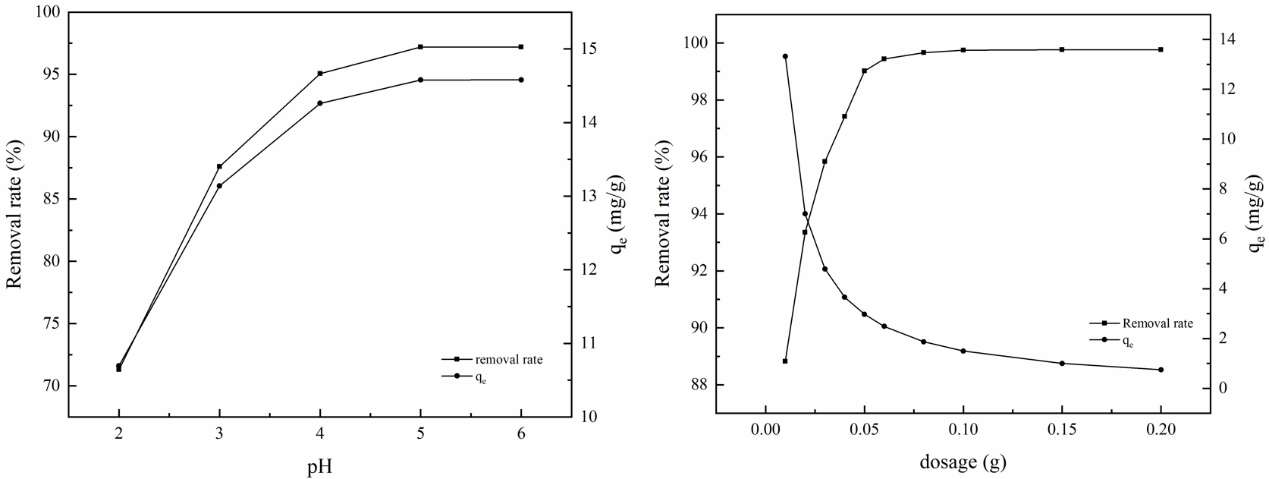 100
95
90
85
80
75
70
Removal rate (%)
2 3 4 5 6
pH
15
14
13
12
11
10
qe (mg/g)
removal rate
qe
100
98
96
94
92
90
88
Removal rate (%)
0.00 0.05 0.10 0.15 0.20
dosage (g)
14
12
10
8
6
4
2
0
qe (mg/g)
Removal rate
qe